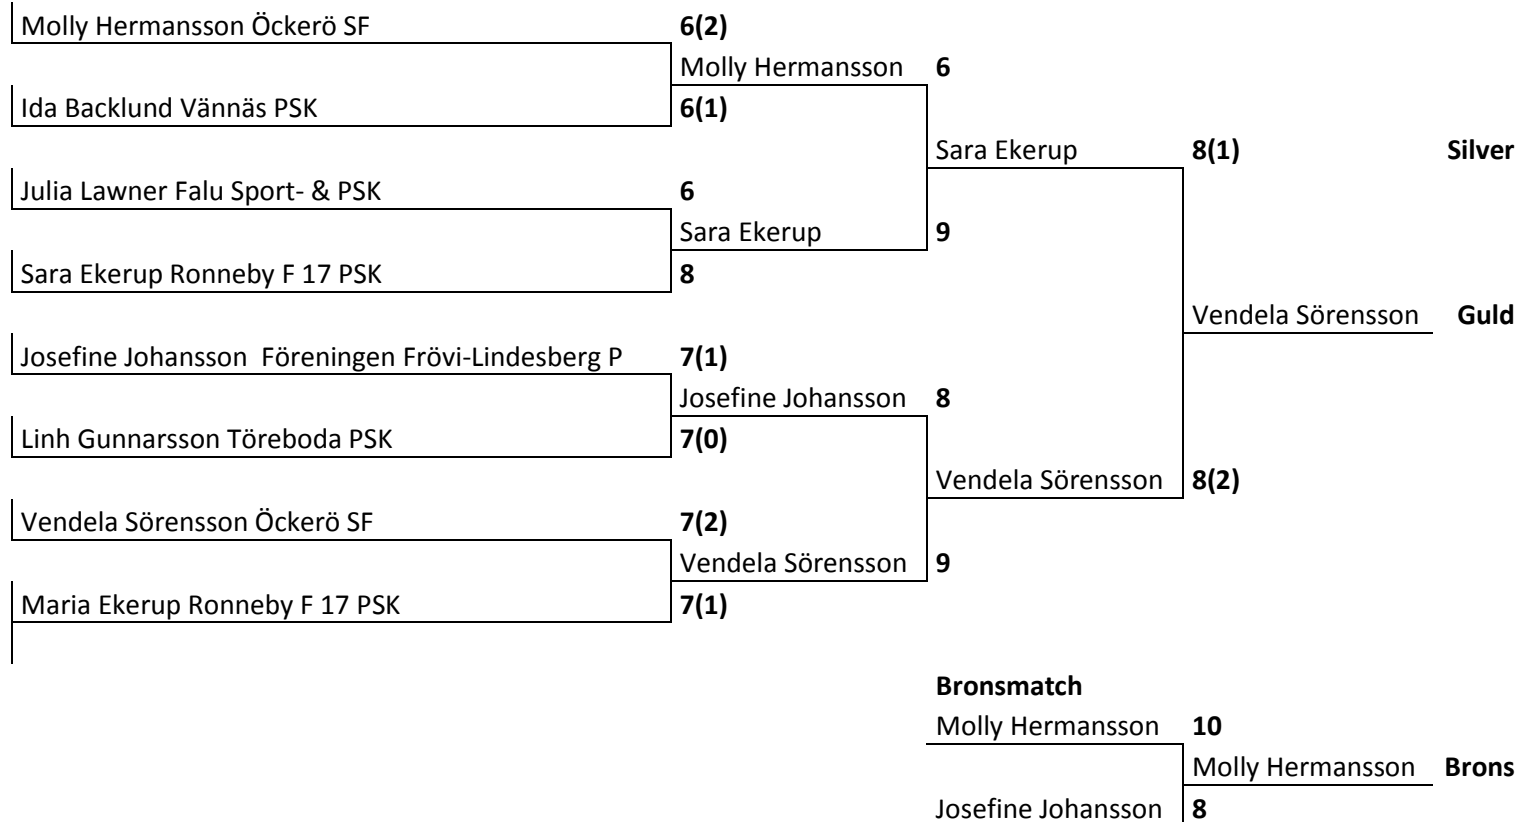 Molly Hermansson Öckerö SF 6(2)
Molly Hermansson 6
Ida Backlund Vännäs PSK 6(1)
Sara Ekerup 8(1) Silver
Julia Lawner Falu Sport- & PSK 6
Sara Ekerup 9
Sara Ekerup Ronneby F 17 PSK 8
Vendela Sörensson Guld
Josefine Johansson  Föreningen Frövi-Lindesberg P 7(1)
Josefine Johansson 8
Linh Gunnarsson Töreboda PSK 7(0)
Vendela Sörensson 8(2)
Vendela Sörensson Öckerö SF 7(2)
Vendela Sörensson 9
Maria Ekerup Ronneby F 17 PSK 7(1)
Bronsmatch
Molly Hermansson 10
Molly Hermansson Brons
Josefine Johansson 8